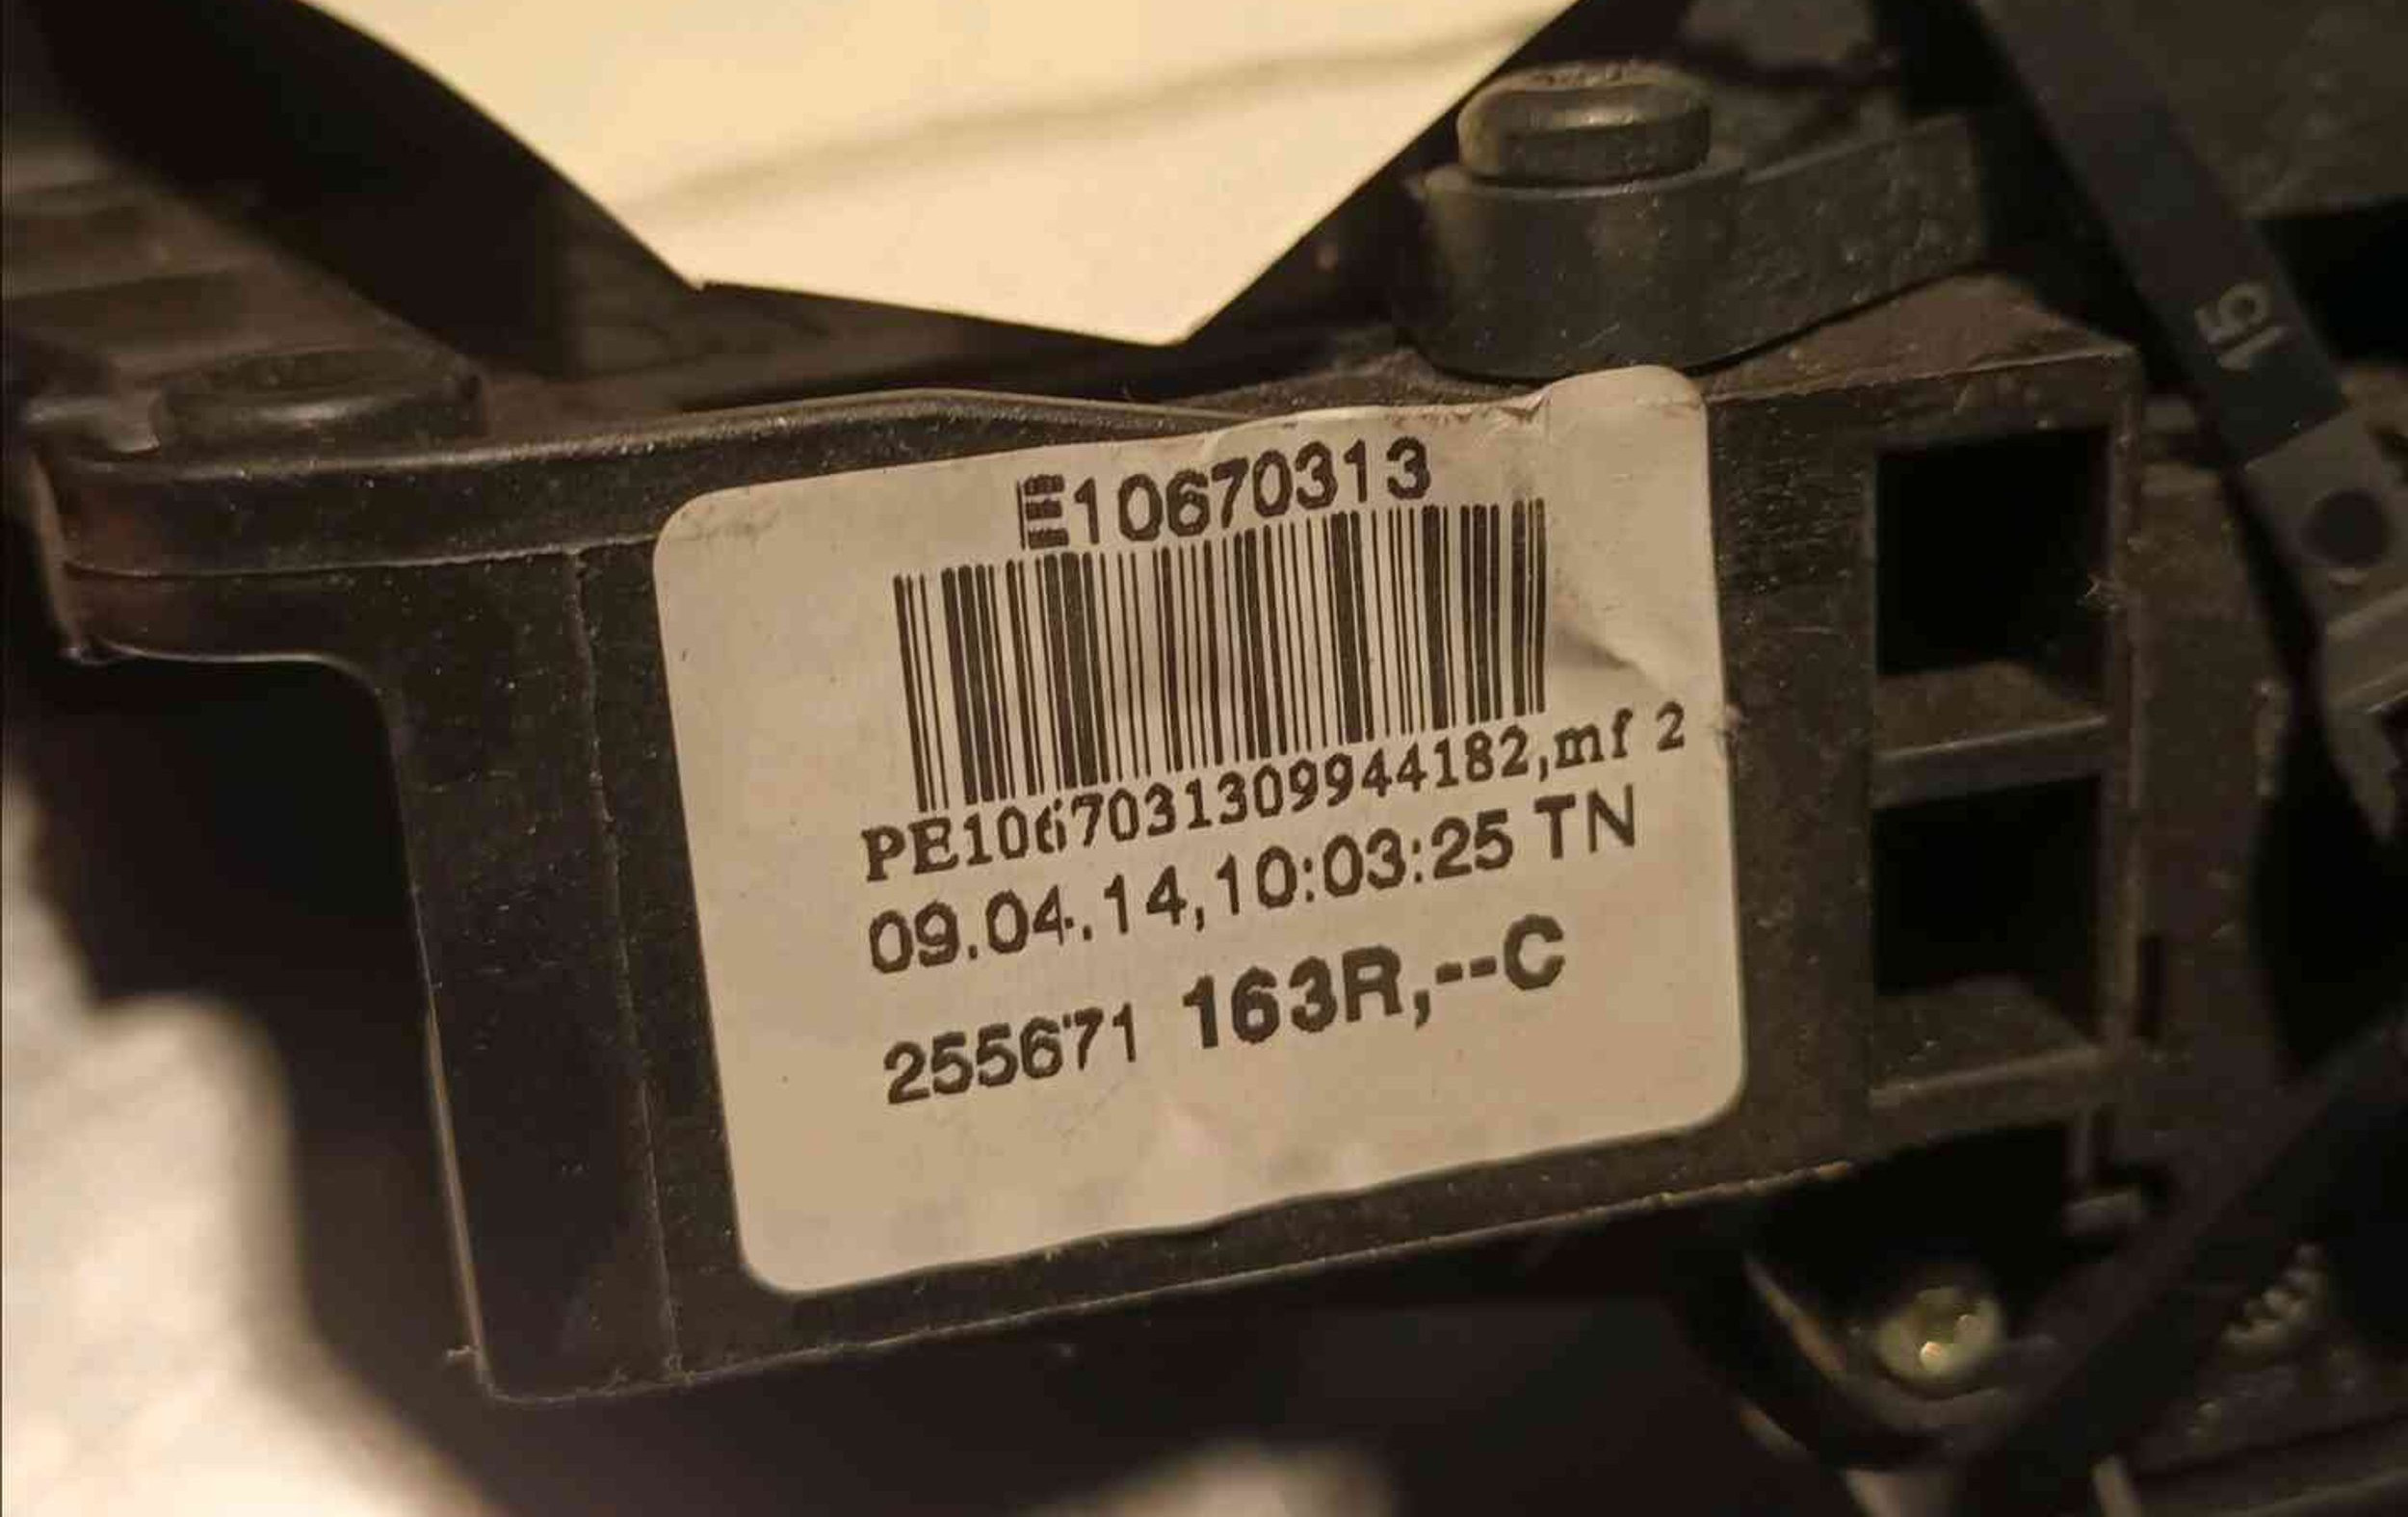 E10670313
PE1067031309944182,mf 2
09.04.14,10:03:25 TN
255671 163R,--C
15